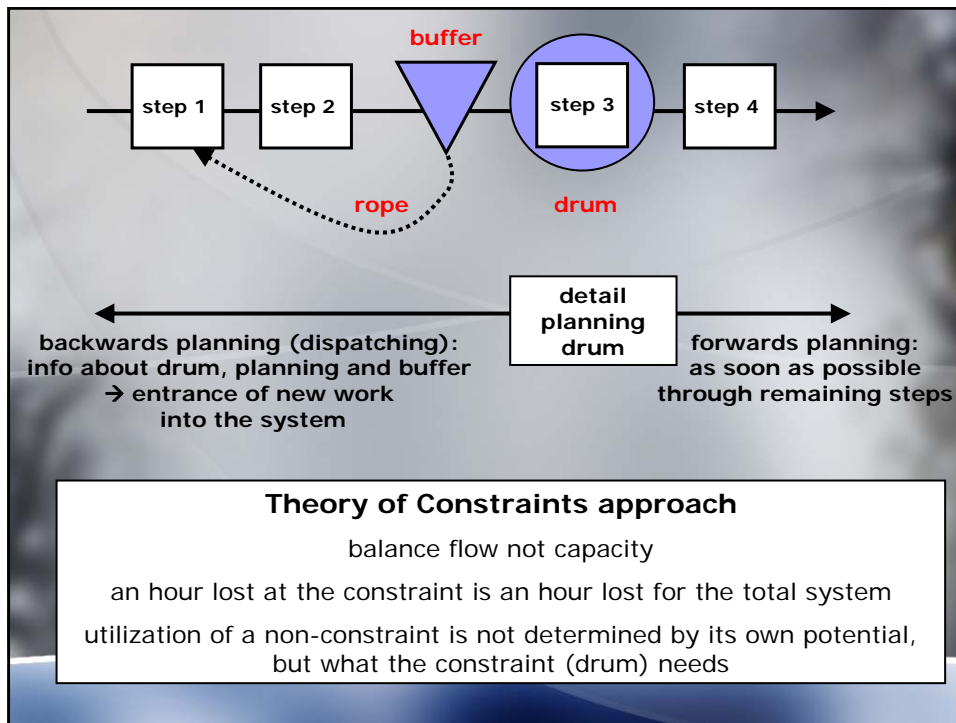 buffer
step 1
step 2
step 3
step 4
rope
drum
detail
planning
drum
backwards planning (dispatching):
info about drum, planning and buffer
→ entrance of new work
into the system
forwards planning:
as soon as possible
through remaining steps
Theory of Constraints approach
balance flow not capacity
an hour lost at the constraint is an hour lost for the total system
utilization of a non-constraint is not determined by its own potential,
but what the constraint (drum) needs